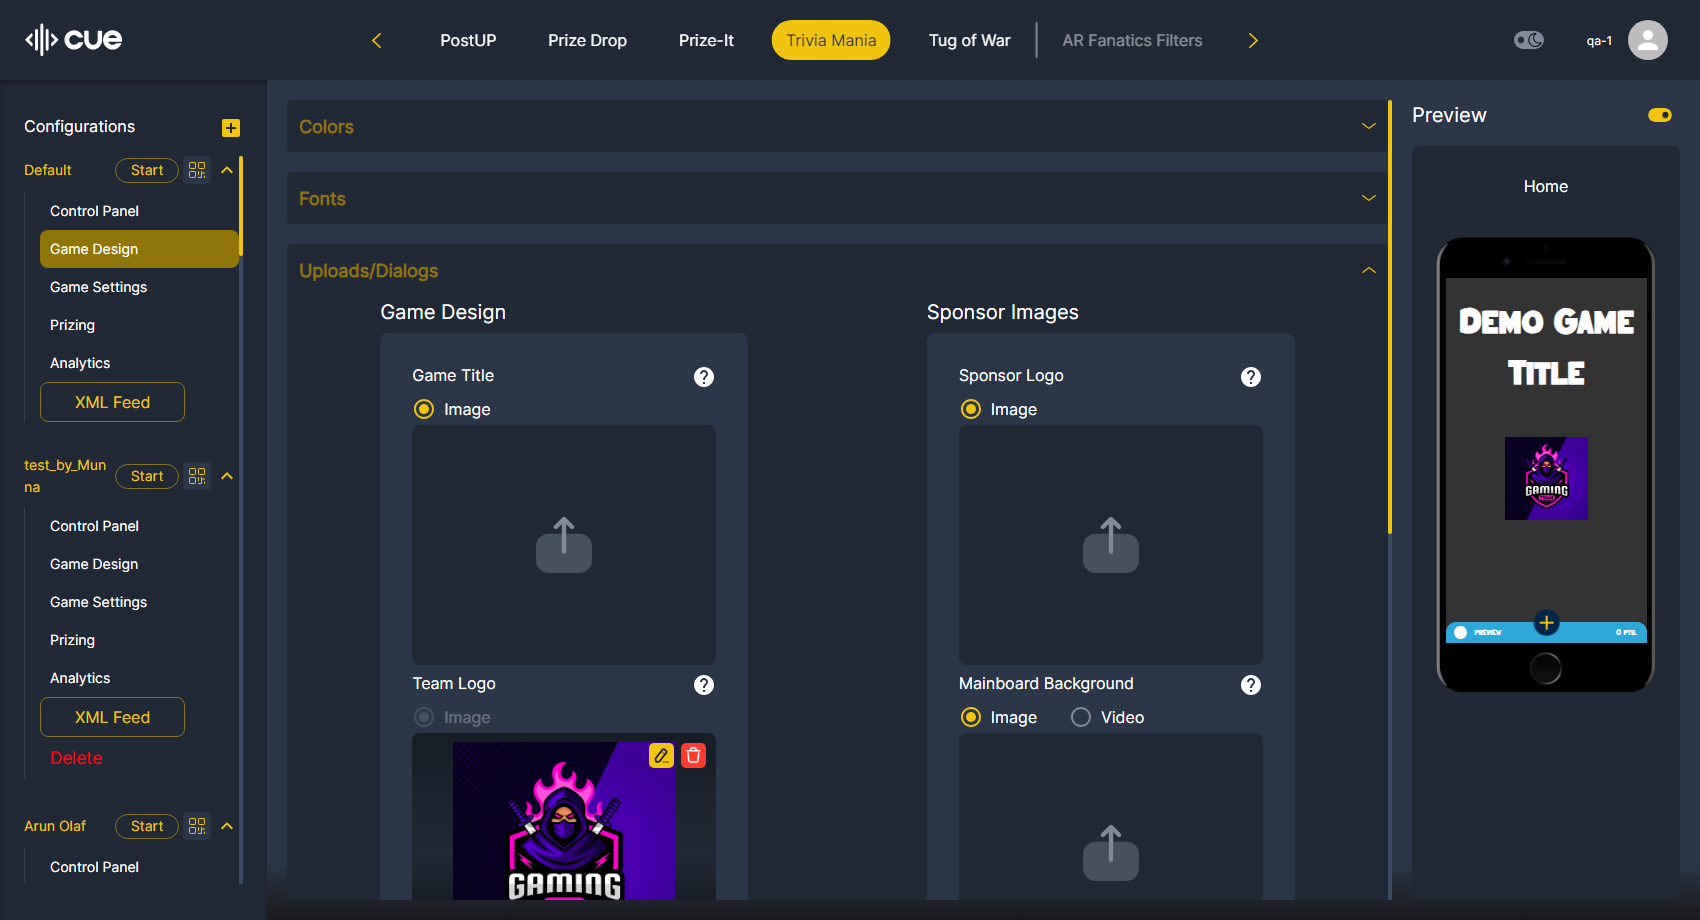 cue
PostUP
Prize Drop
Prize-It
Trivia Mania
Tug of War
AR Fanatics Filters
qa-1
Configurations
Default
Start
Control Panel
Game Design
Game Settings
Prizing
Analytics
XML Feed
test_by_Mun
na
Start
Control Panel
Game Design
Game Settings
Prizing
Analytics
XML Feed
Delete
Arun Olaf
Start
Control Panel
Colors
Fonts
Uploads/Dialogs
Game Design
Game Title
Image
Team Logo
Image
GAMING
Sponsor Images
Sponsor Logo
Image
Mainboard Background
Image
Video
Preview
Home
DEMO GAME
TITLE
GAMING
TEAM
PREVIEW
0 PTS.